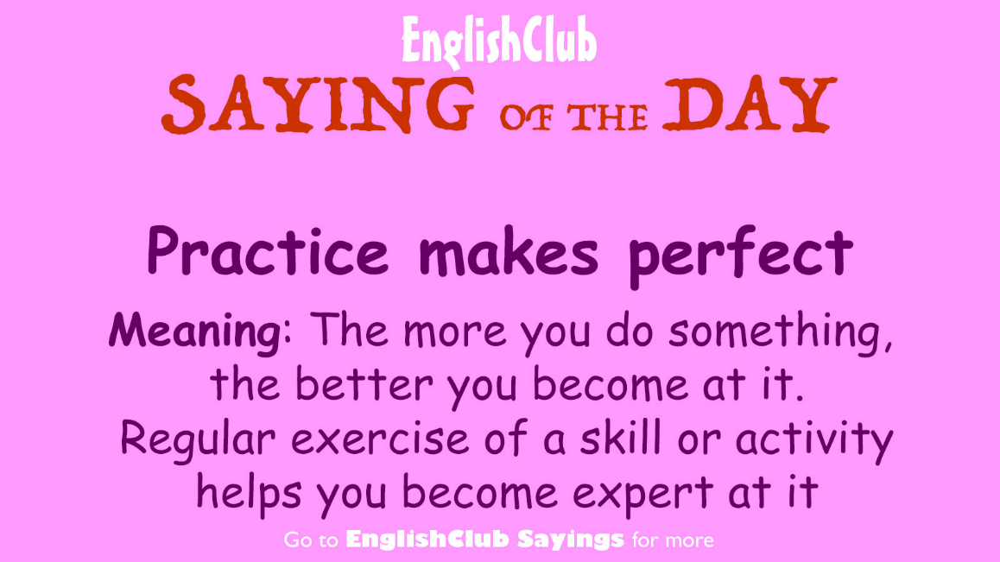 EnglishClub
SAYING OF THE DAY
Practice makes perfect
Meaning: The more you do something,
the better you become at it.
Regular exercise of a skill or activity
helps you become expert at it
Go to EnglishClub Sayings for more